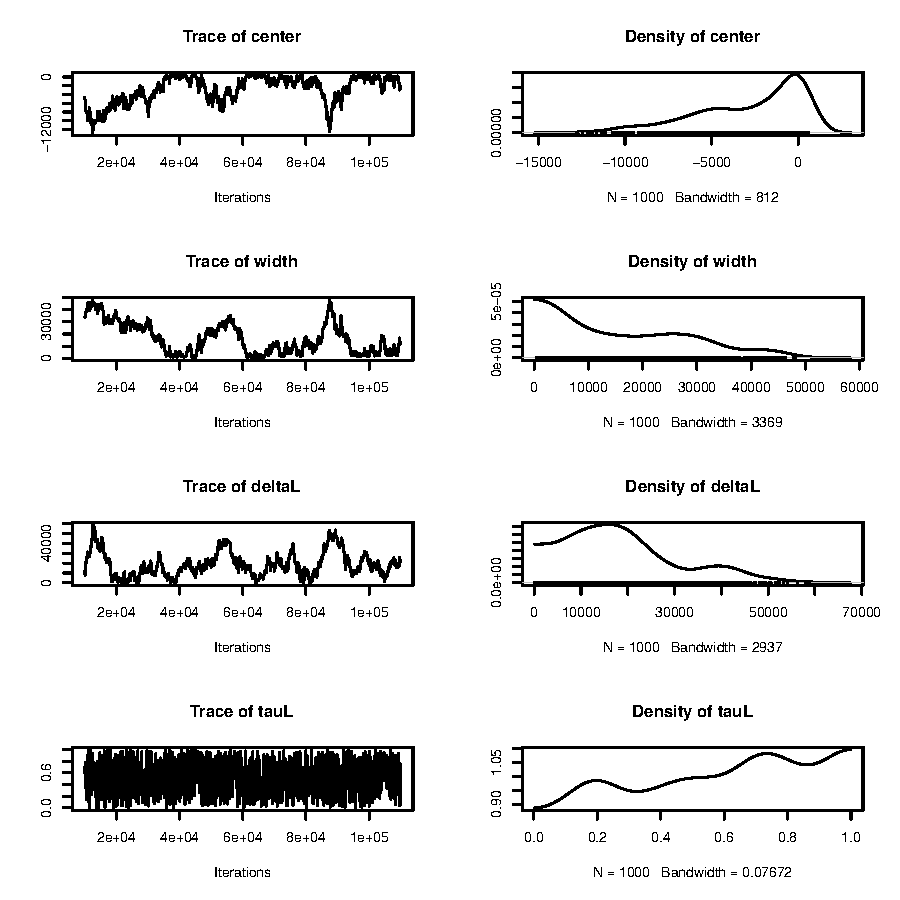 Trace of center
Density of center
0
−12000
2e+04 4e+04 6e+04 8e+04 1e+05
Iterations
0.00000
−15000 −10000 −5000 0
N = 1000 Bandwidth = 812
Trace of width
Density of width
30000
0
2e+04 4e+04 6e+04 8e+04 1e+05
Iterations
5e−05
0e+00
0 10000 20000 30000 40000 50000 60000
N = 1000 Bandwidth = 3369
Trace of deltaL
Density of deltaL
40000
0
2e+04 4e+04 6e+04 8e+04 1e+05
Iterations
0.0e+00
0 10000 30000 50000 70000
N = 1000 Bandwidth = 2937
Trace of tauL
Density of tauL
0.6
0.0
2e+04 4e+04 6e+04 8e+04 1e+05
Iterations
1.05
0.90
0.0 0.2 0.4 0.6 0.8 1.0
N = 1000 Bandwidth = 0.07672